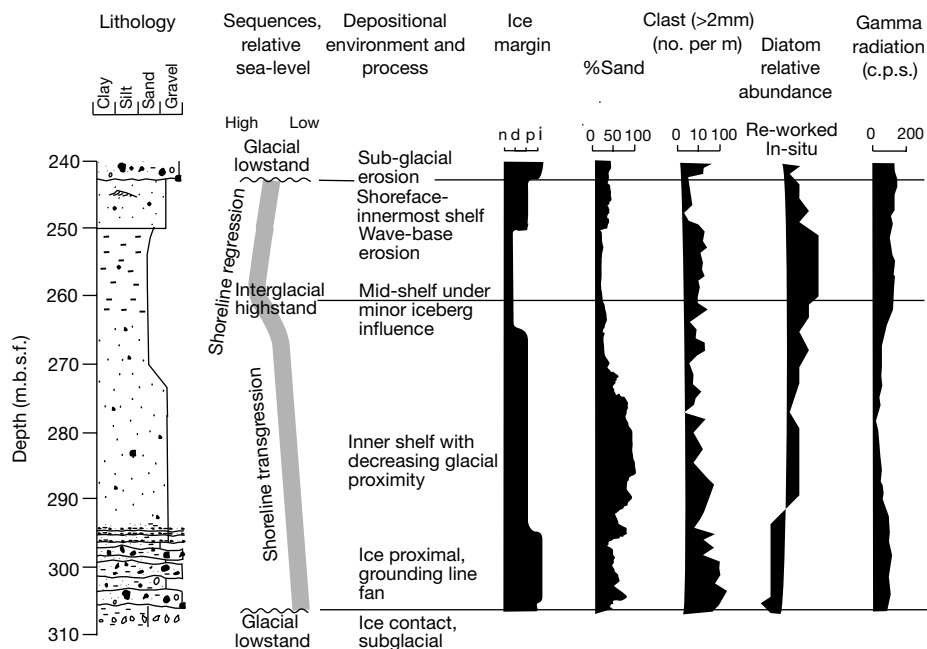 Lithology
Sequences,
relative
sea-level
Depositional
environment and
process
Ice
margin
%Sand
Clast (>2mm)
(no. per m)
Diatom
relative
abundance
Gamma
radiation
(c.p.s.)
Clay
Silt
Sand
Gravel
High Low
n d p i
0 50 100
0 10 100
Re-worked
In-situ
0 200
Depth (m.b.s.f.)
240
250
260
270
280
290
300
310
Glacial
lowstand
Shoreline regression
Interglacial
highstand
Shoreline transgression
Glacial
lowstand
Sub-glacial
erosion
Shoreface-
innermost shelf
Wave-base
erosion
Mid-shelf under
minor iceberg
influence
Inner shelf with
decreasing glacial
proximity
Ice proximal,
grounding line
fan
Ice contact,
subglacial